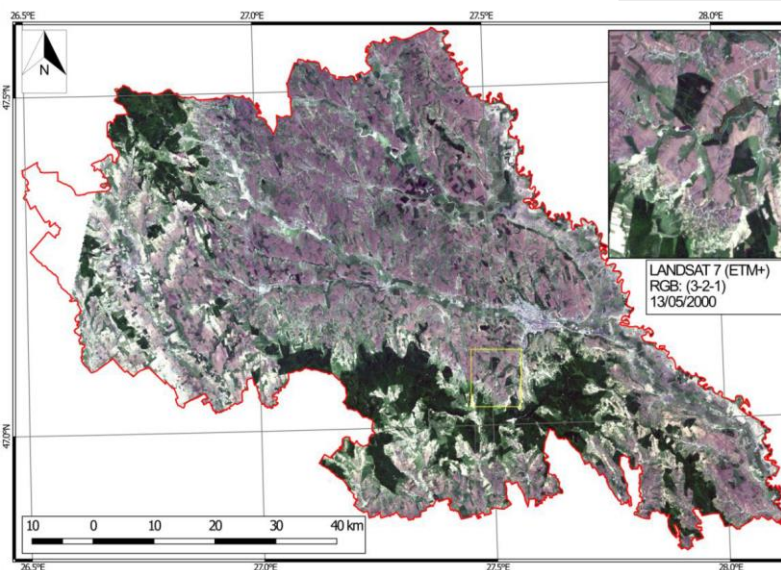 26.5°E 27.0°E 27.5°E 28.0°E
N
47.5°N
LANDSAT 7 (ETM+)
RGB: (3-2-1)
13/05/2000
47.0°N
10 0 10 20 30 40 km
26.5°E 27.0°E 27.5°E 28.0°E